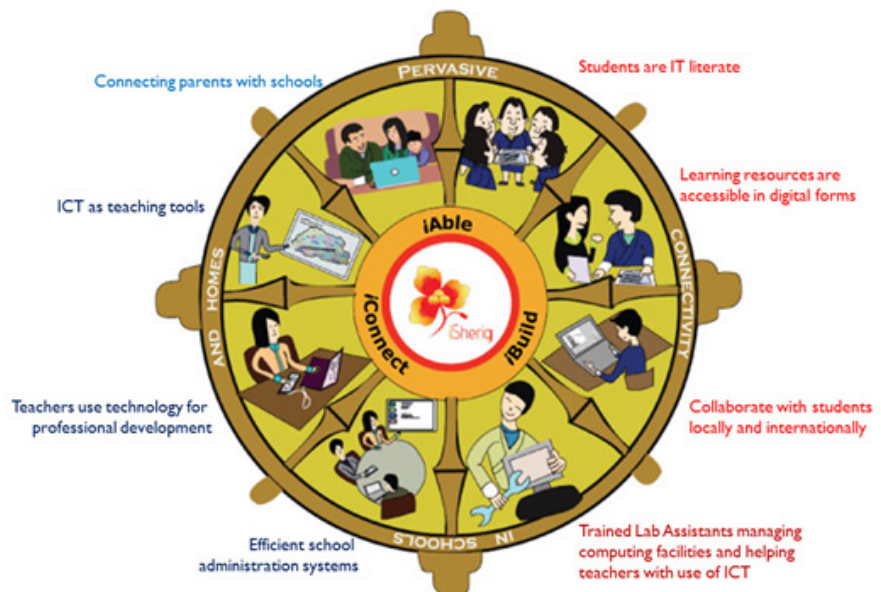 PERVASIVE
CONNECTIVITY
IN SCHOOLS
AND HOMES
Connecting parents with schools
Students are IT literate
ICT as teaching tools
Learning resources are
accessible in digital forms
iAble
iConnect
iBuild
iSherig
Teachers use technology for
professional development
Collaborate with students
locally and internationally
Efficient school
administration systems
Trained Lab Assistants managing
computing facilities and helping
teachers with use of ICT